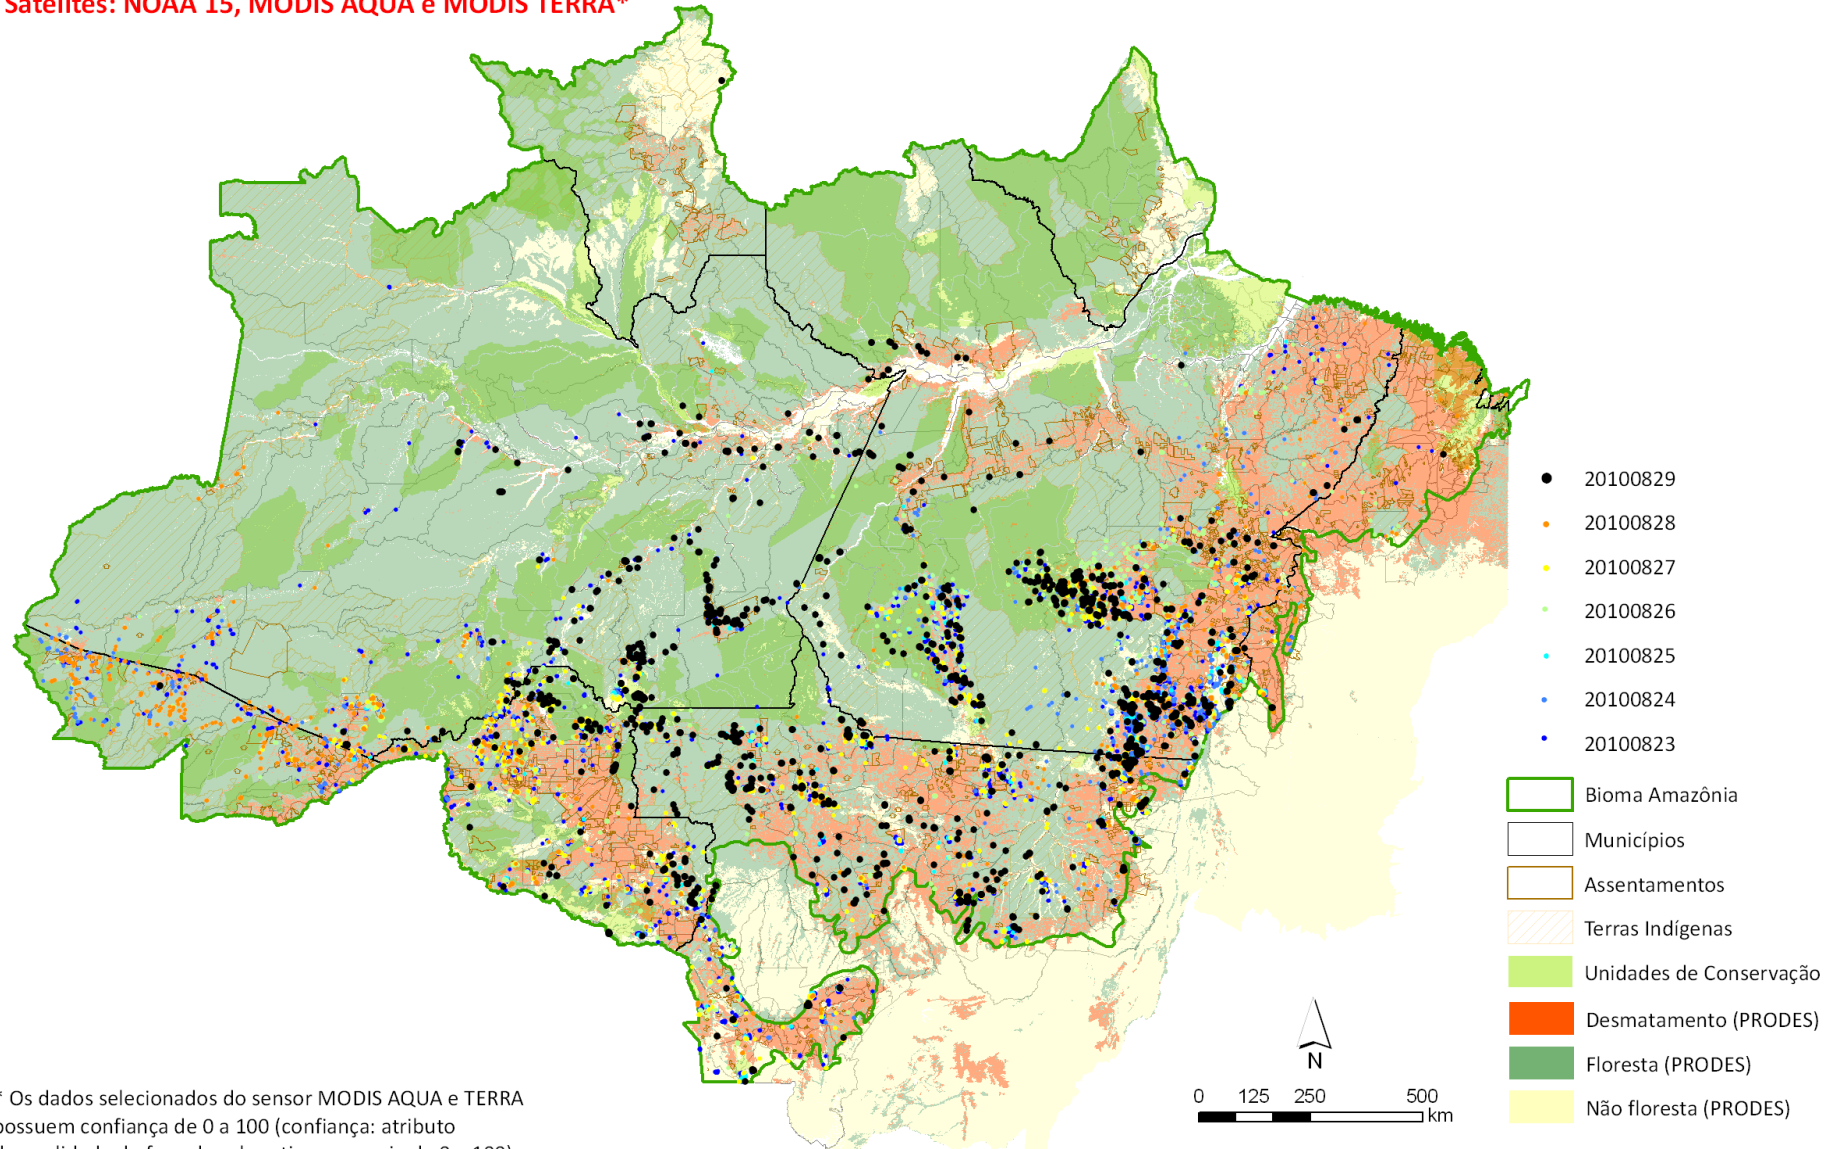 Satélites: NOAA 15, MODIS AQUA e MODIS TERRA*
20100829
20100828
20100827
20100826
20100825
20100824
20100823
Bioma Amazônia
Municípios
Assentamentos
Terras Indígenas
Unidades de Conservação
Desmatamento (PRODES)
Floresta (PRODES)
Não floresta (PRODES)
N
0 125 250 500
km
* Os dados selecionados do sensor MODIS AQUA e TERRA
possuem confiança de 0 a 100 (confiança: atributo